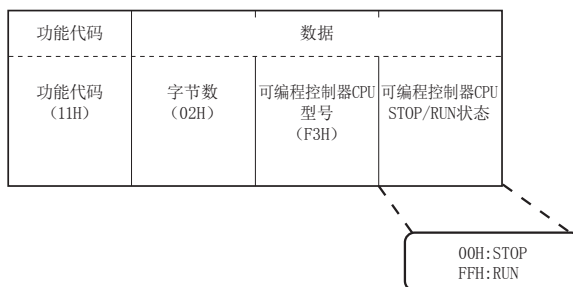 功能代码
数据
功能代码
（11H）
字节数
（02H）
可编程控制器CPU
型号
（F3H）
可编程控制器CPU
STOP/RUN状态
00H:STOP
FFH:RUN